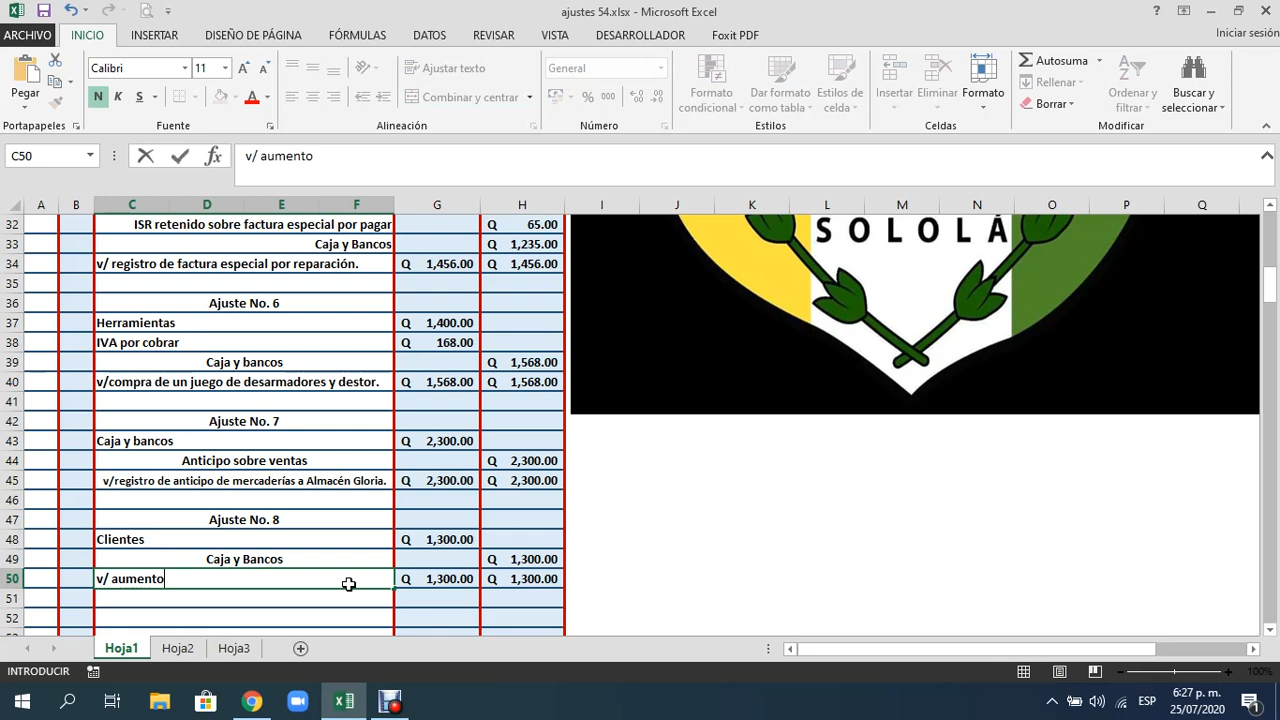 ajustes 54.xlsx - Microsoft Excel
ARCHIVO INICIO INSERTAR DISEÑO DE PÁGINA FÓRMULAS DATOS REVISAR VISTA DESARROLLADOR Foxit PDF Iniciar sesión
Calibri 11 Ajustar texto General Autosuma
Pegar Formato condicional Dar formato como tabla Estilos de celda Insertar Eliminar Formato Rellenar Ordenar y filtrar Buscar y seleccionar
N K S Combinar y centrar % 000 Borrar
Portapapeles Fuente Alineación Número Estilos Celdas Modificar
C50 fx v/ aumento
A B C D E F G H I J K L M N O P Q
32 ISR retenido sobre factura especial por pagar Q 65.00
SOLOLÁ
33 Caja y Bancos Q 1,235.00
34 v/ registro de factura especial por reparación. Q 1,456.00 Q 1,456.00
35
36 Ajuste No. 6
37 Herramientas Q 1,400.00
38 IVA por cobrar Q 168.00
39 Caja y bancos Q 1,568.00
40 v/compra de un juego de desarmadores y destor. Q 1,568.00 Q 1,568.00
41
42 Ajuste No. 7
43 Caja y bancos Q 2,300.00
44 Anticipo sobre ventas Q 2,300.00
45 v/registro de anticipo de mercaderías a Almacén Gloria. Q 2,300.00 Q 2,300.00
46
47 Ajuste No. 8
48 Clientes Q 1,300.00
49 Caja y Bancos Q 1,300.00
50 v/ aumento Q 1,300.00 Q 1,300.00
51
52
Hoja1 Hoja2 Hoja3
INTRODUCIR 100%
ESP 6:27 p. m.
25/07/2020 1